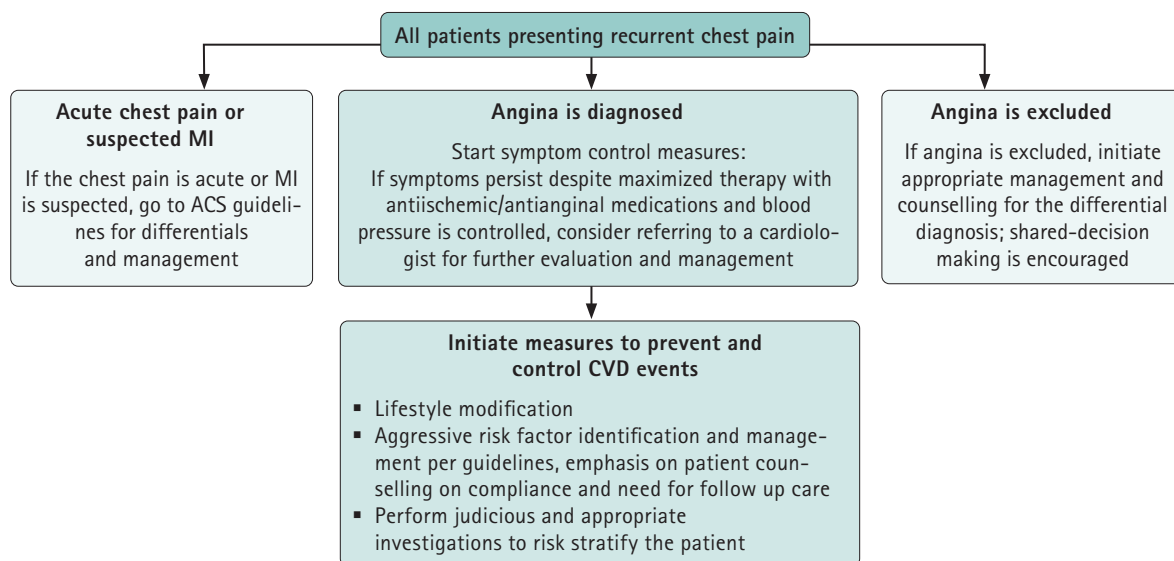 All patients presenting recurrent chest pain
Acute chest pain or
suspected MI
If the chest pain is acute or MI
is suspected, go to ACS guideli-
nes for differentials
and management
Angina is diagnosed
Start symptom control measures:
If symptoms persist despite maximized therapy with
antiischemic/antianginal medications and blood
pressure is controlled, consider referring to a cardiolo-
gist for further evaluation and management
Angina is excluded
If angina is excluded, initiate
appropriate management and
counselling for the differential
diagnosis; shared-decision
making is encouraged
Initiate measures to prevent and
control CVD events
▪ Lifestyle modification
▪ Aggressive risk factor identification and manage-
ment per guidelines, emphasis on patient coun-
selling on compliance and need for follow up care
▪ Perform judicious and appropriate
investigations to risk stratify the patient